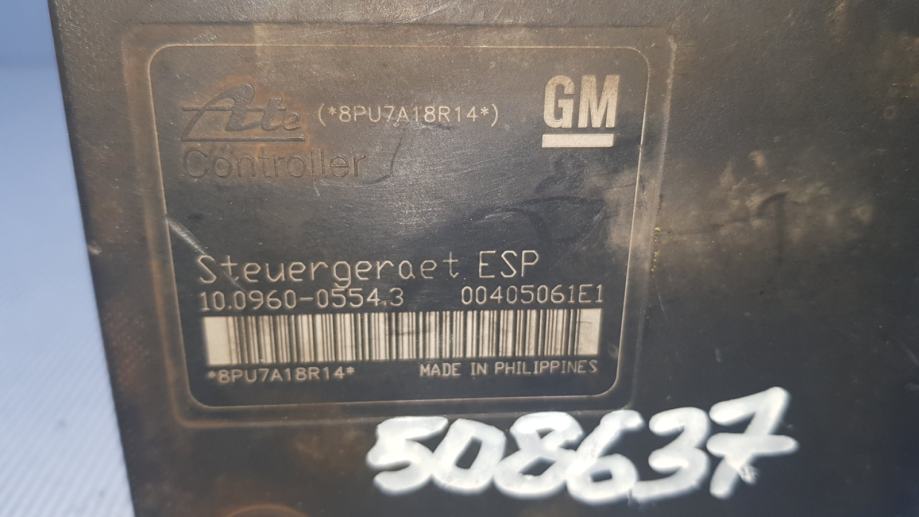 Ate (*8PU7A18R14*) GM
Controller
Steuergeraet ESP
10.0960-0554.3 00405061E1
*8PU7A18R14* MADE IN PHILIPPINES
508637